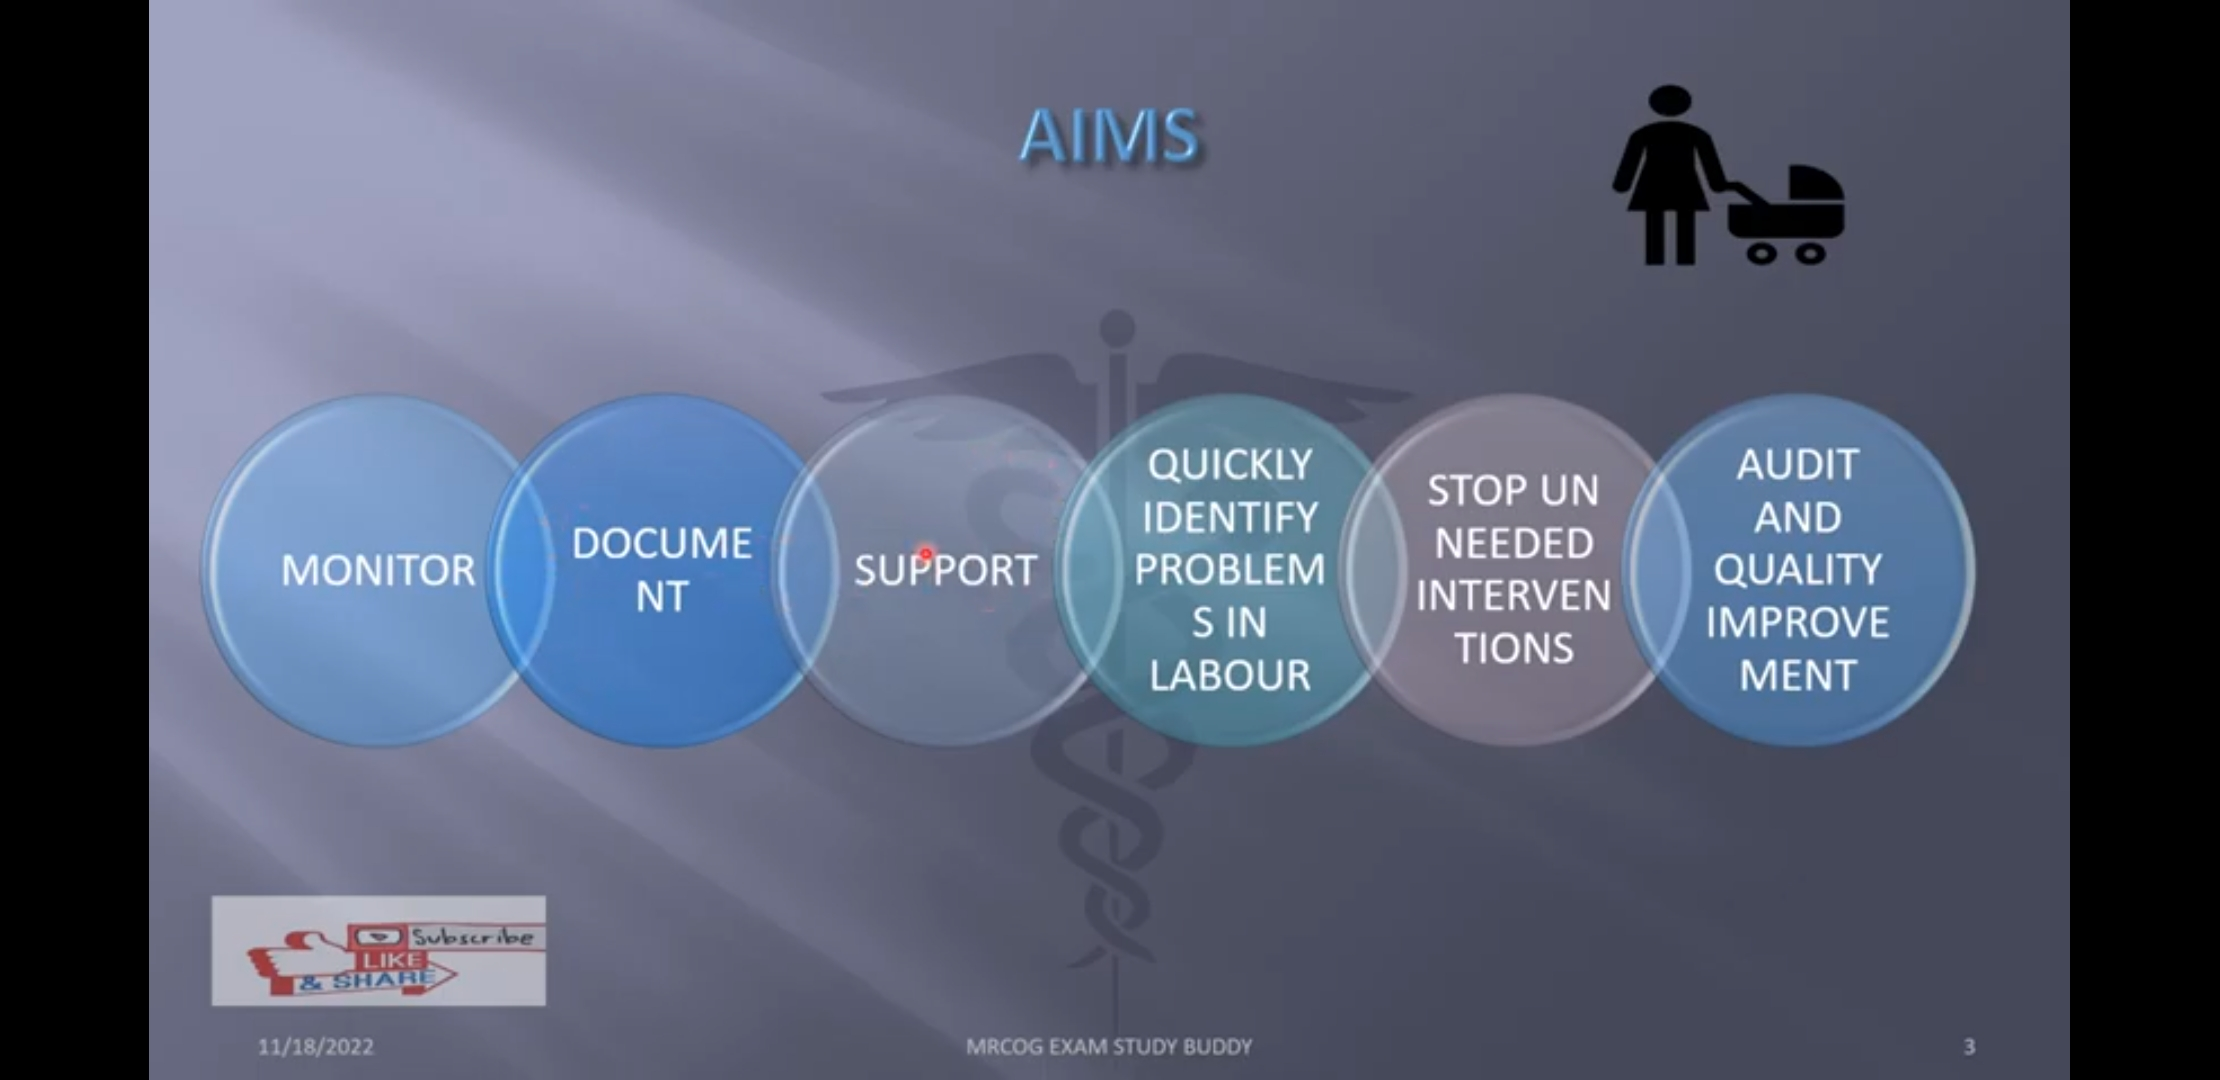 AIMS
MONITOR
DOCUME
NT
SUPPORT
QUICKLY
IDENTIFY
PROBLEM
S IN
LABOUR
STOP UN
NEEDED
INTERVEN
TIONS
AUDIT
AND
QUALITY
IMPROVE
MENT
Subscribe
LIKE
& SHARE
11/18/2022
MRCOG EXAM STUDY BUDDY
3